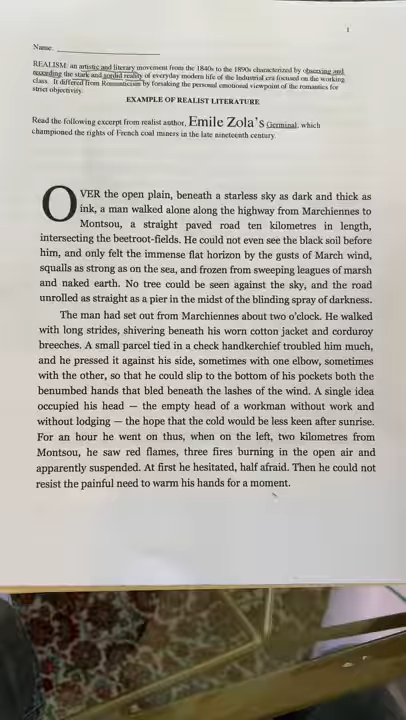 1
Name: 
REALISM: an artistic and literary movement from the 1840s to the 1890s characterized by observing and
recording the stark and sordid reality of everyday modern life of the Industrial era focused on the working
class. It differed from Romanticism by forsaking the personal emotional viewpoint of the romantics for
strict objectivity.
EXAMPLE OF REALIST LITERATURE
Read the following excerpt from realist author, Emile Zola's Germinal, which
championed the rights of French coal miners in the late nineteenth century.
OVER the open plain, beneath a starless sky as dark and thick as
ink, a man walked alone along the highway from Marchiennes to
Montsou, a straight paved road ten kilometres in length,
intersecting the beetroot-fields. He could not even see the black soil before
him, and only felt the immense flat horizon by the gusts of March wind,
squalls as strong as on the sea, and frozen from sweeping leagues of marsh
and naked earth. No tree could be seen against the sky, and the road
unrolled as straight as a pier in the midst of the blinding spray of darkness.
The man had set out from Marchiennes about two o'clock. He walked
with long strides, shivering beneath his worn cotton jacket and corduroy
breeches. A small parcel tied in a check handkerchief troubled him much,
and he pressed it against his side, sometimes with one elbow, sometimes
with the other, so that he could slip to the bottom of his pockets both the
benumbed hands that bled beneath the lashes of the wind. A single idea
occupied his head — the empty head of a workman without work and
without lodging — the hope that the cold would be less keen after sunrise.
For an hour he went on thus, when on the left, two kilometres from
Montsou, he saw red flames, three fires burning in the open air and
apparently suspended. At first he hesitated, half afraid. Then he could not
resist the painful need to warm his hands for a moment.